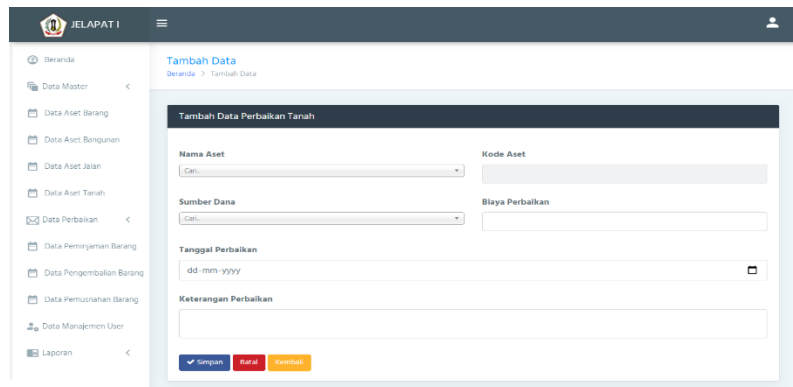 JELAPAT I
Beranda
Data Master
Data Aset Barang
Data Aset Bangunan
Data Aset Jalan
Data Aset Tanah
Data Perbaikan
Data Peminjaman Barang
Data Pengembalian Barang
Data Pemusnahan Barang
Data Manajemen User
Laporan
Tambah Data
Beranda > Tambah Data
Tambah Data Perbaikan Tanah
Nama Aset
Cari..
Kode Aset
Sumber Dana
Cari..
Biaya Perbaikan
Tanggal Perbaikan
dd-mm-yyyy
Keterangan Perbaikan
Simpan
Batal
Kembali